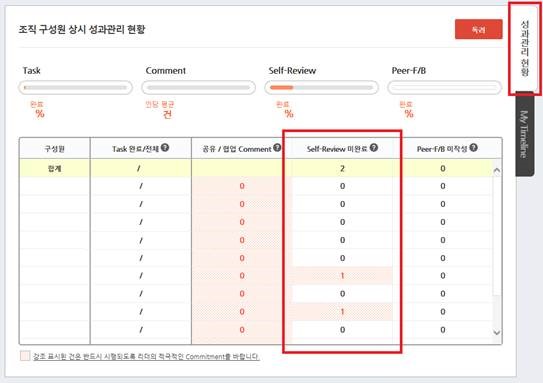 조직 구성원 상시 성과관리 현황
독려
성과관리 현황
My Timeline
Task
Comment
Self-Review
Peer-F/B
완료
%
인당 평균
건
완료
%
완료
%
구성원 Task 완료/전체 ? 공유 / 협업 Comment ? Self-Review 미완료 ? Peer-F/B 미작성 ?
합계 / 2 0
/ 0 0 0
/ 0 0 0
/ 0 0 0
/ 0 0 0
/ 0 0 0
/ 0 1 0
/ 0 0 0
/ 0 1 0
/ 0 0 0
강조 표시된 건은 반드시 시행되도록 리더의 적극적인 Commitment를 바랍니다.